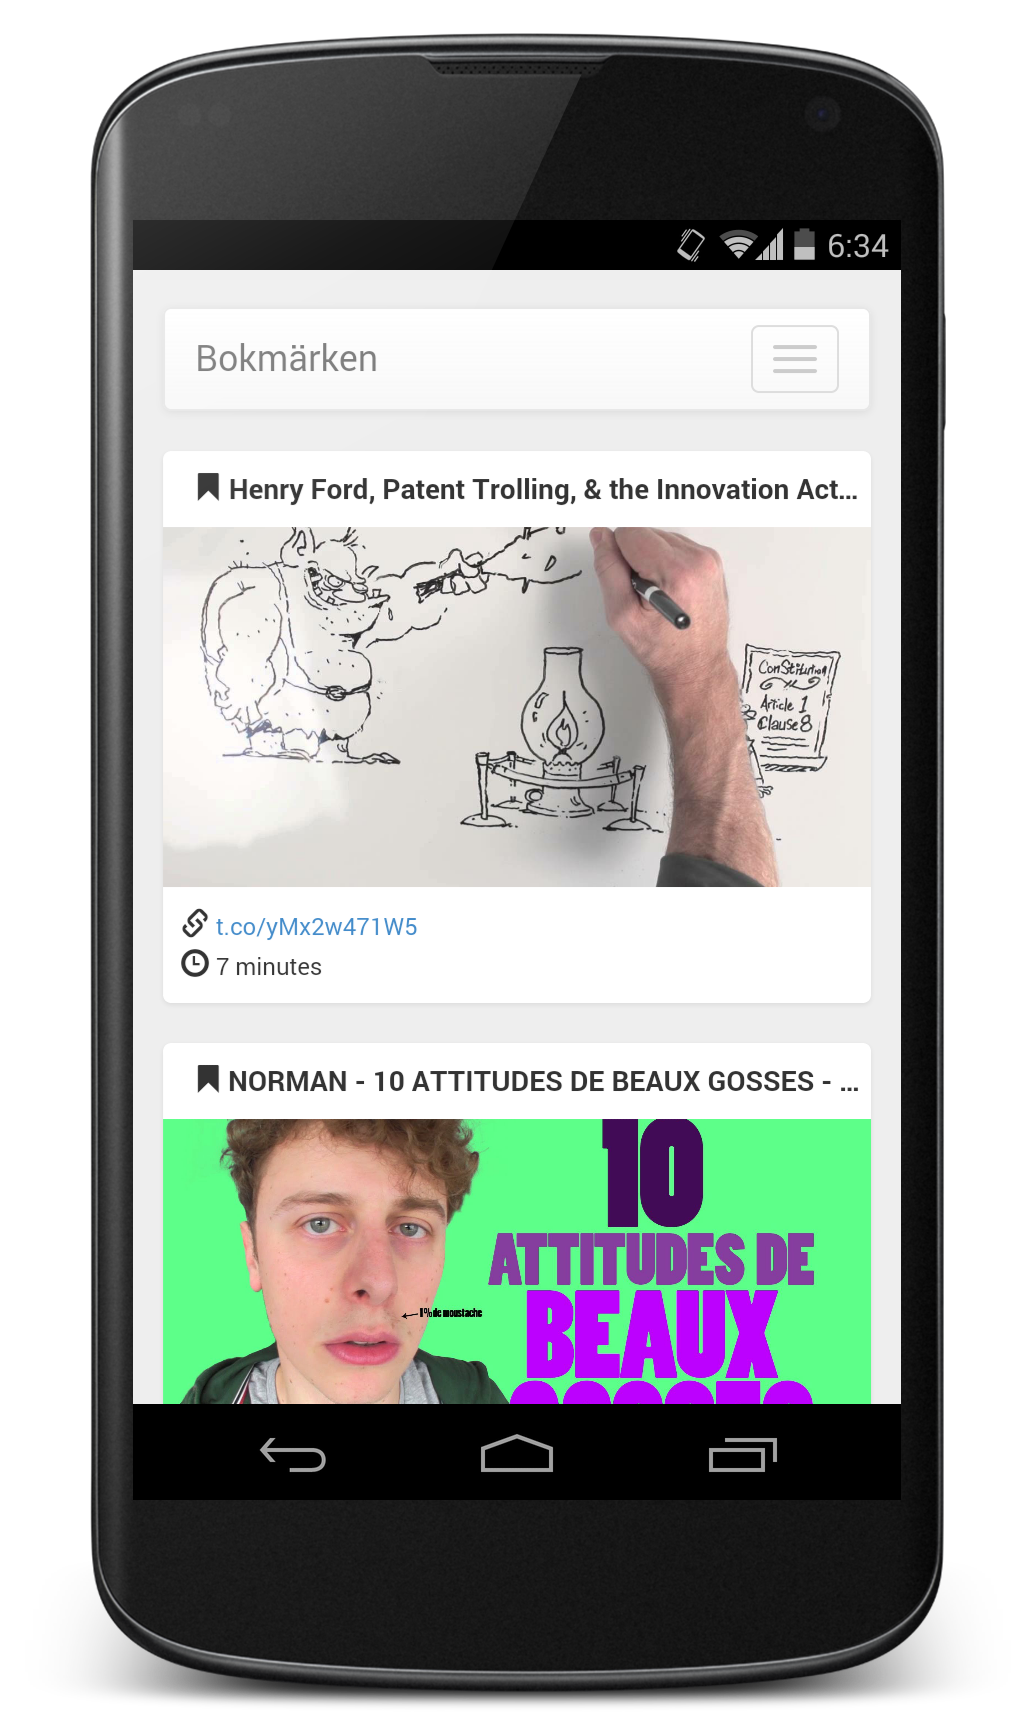 6:34
Bokmärken
Henry Ford, Patent Trolling, & the Innovation Act...
ConStitution
Article 1
Clause 8
t.co/yMx2w471W5
7 minutes
NORMAN - 10 ATTITUDES DE BEAUX GOSSES - ...
10
ATTITUDES DE
BEAUX
1% de moustache